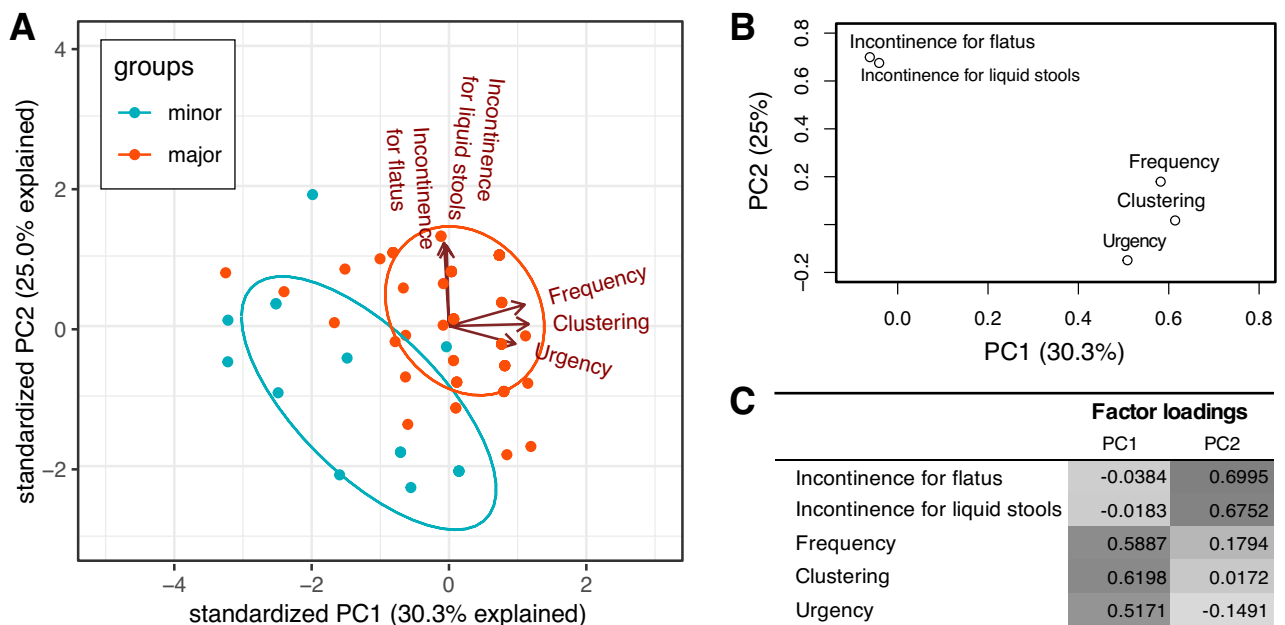 A
groups
minor
major
4
2
0
−2
−4
−2
0
2
standardized PC2 (25.0% explained)
standardized PC1 (30.3% explained)
Incontinence
for flatus
Incontinence
for liquid stools
Frequency
Clustering
Urgency
B
0.8
0.6
0.4
0.2
−0.2
PC2 (25%)
Incontinence for flatus
Incontinence for liquid stools
Frequency
Clustering
Urgency
0.0 0.2 0.4 0.6 0.8
PC1 (30.3%)
C
Factor loadings
PC1 PC2
Incontinence for flatus -0.0384 0.6995
Incontinence for liquid stools -0.0183 0.6752
Frequency 0.5887 0.1794
Clustering 0.6198 0.0172
Urgency 0.5171 -0.1491